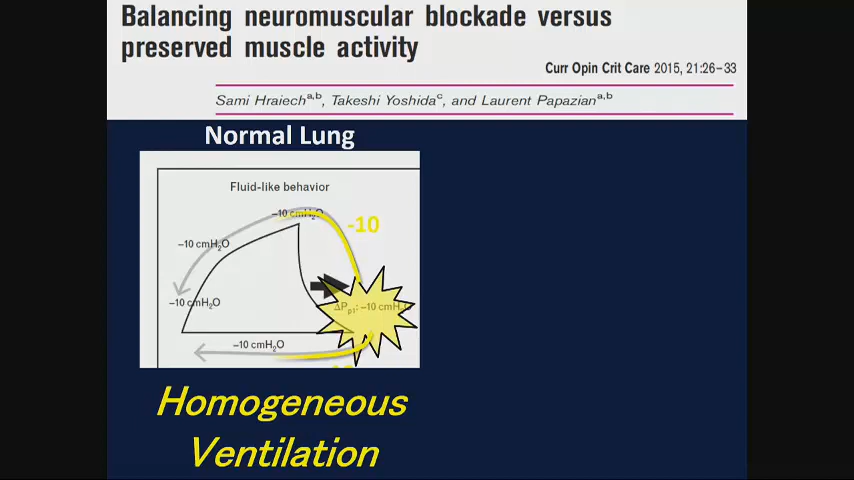 Balancing neuromuscular blockade versus
preserved muscle activity
Curr Opin Crit Care 2015, 21:26–33
Sami Hraiech^a,b, Takeshi Yoshida^c, and Laurent Papazian^a,b
Normal Lung
Fluid-like behavior
–10 cmH₂O
-10
–10 cmH₂O
–10 cmH₂O
ΔPₚₗ: –10 cmH₂O
–10 cmH₂O
Homogeneous
Ventilation